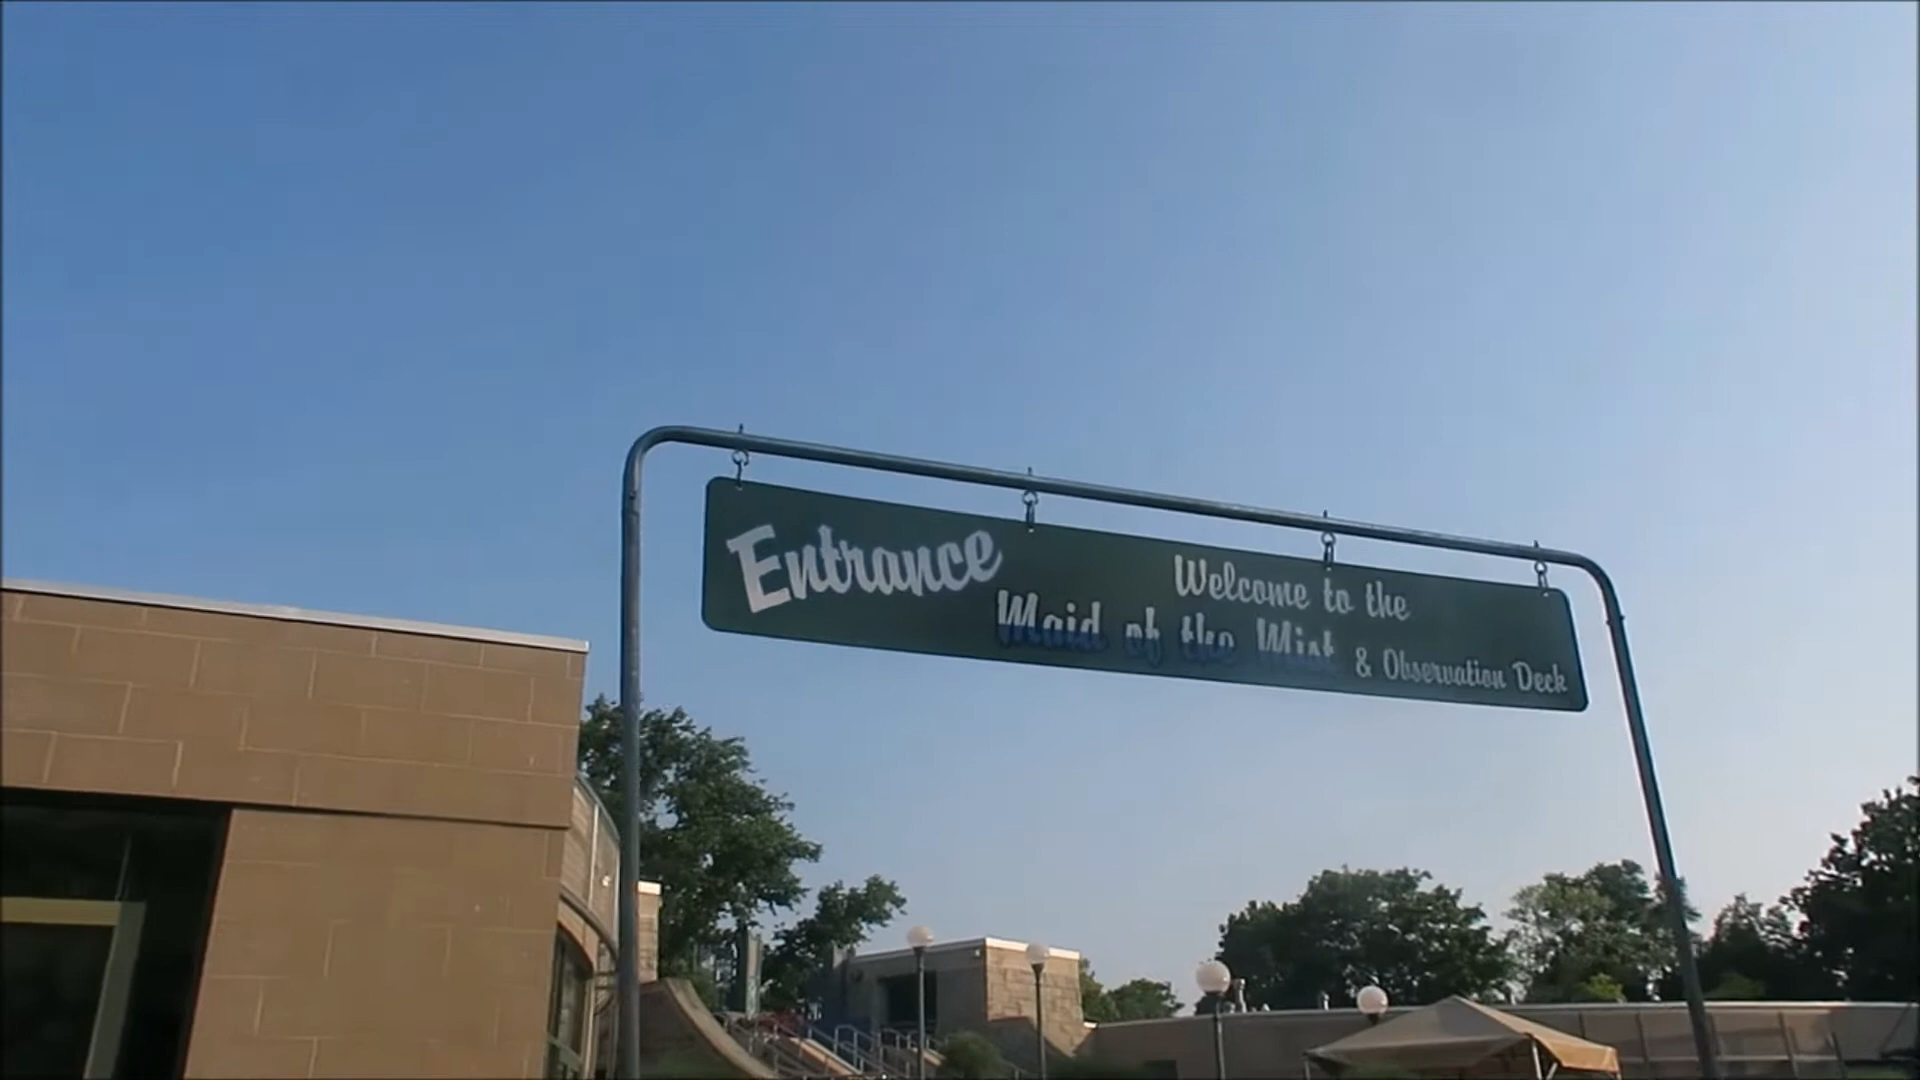 Entrance
Welcome to the
Maid of the Mist & Observation Deck